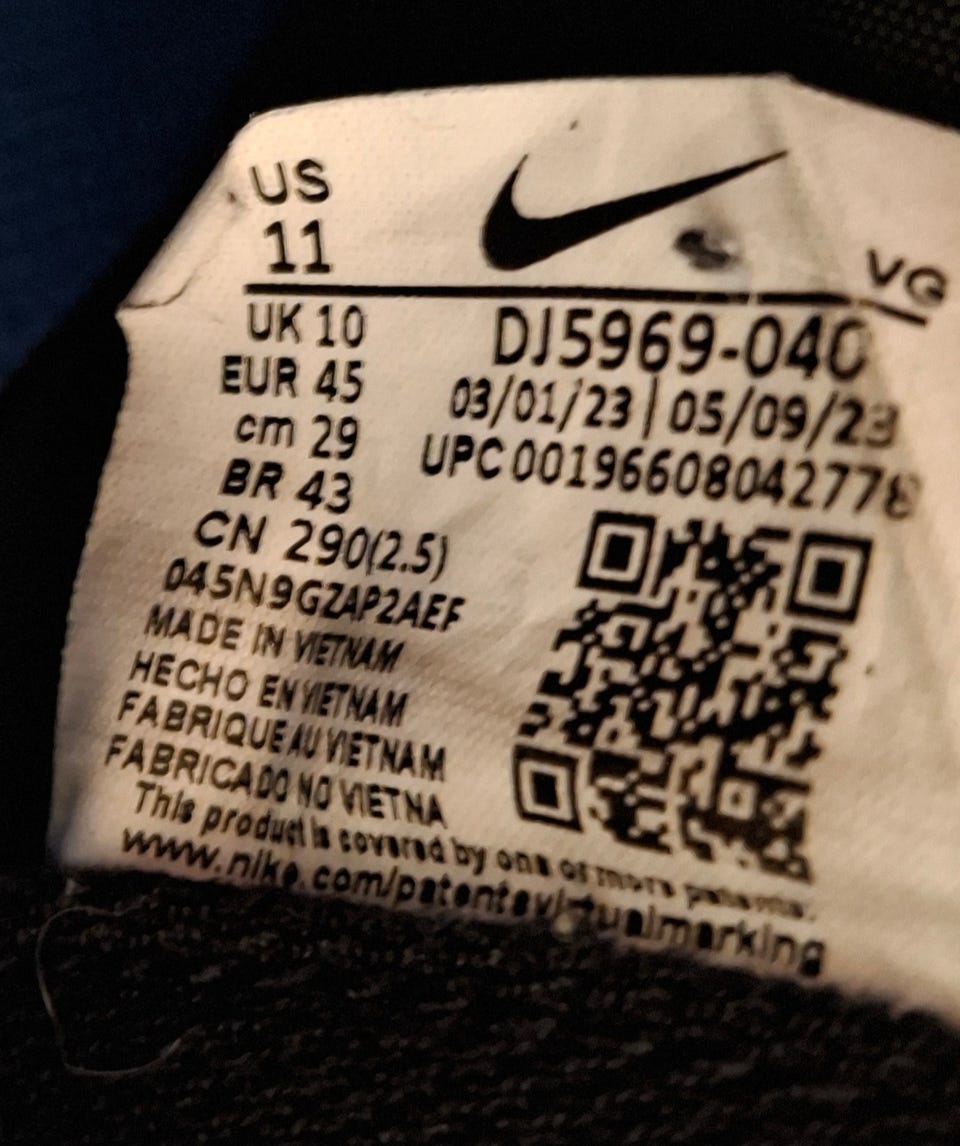 US
11
VG
UK 10
EUR 45
cm 29
BR 43
CN 290(2.5)
DJ5969-040
03/01/23 | 05/09/23
UPC 00196608042778
045N9GZAP2AEF
MADE IN VIETNAM
HECHO EN VIETNAM
FABRIQUE AU VIETNAM
FABRICADO NO VIETNA
This product is covered by one or more patents.
www.nike.com/patentsvirtualmarking